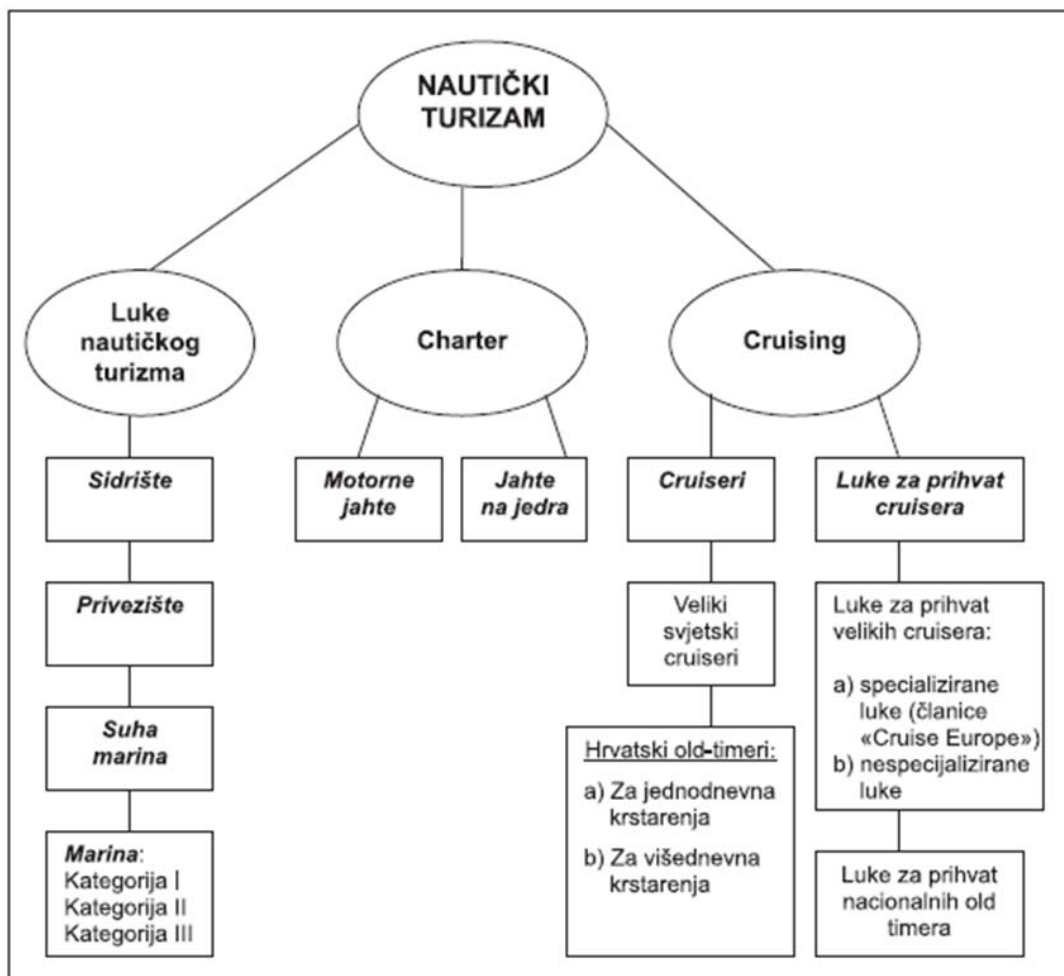 NAUTIČKI
TURIZAM
Luke
nautičkog
turizma
Charter
Cruising
Sidrište
Privezište
Suha
marina
Marina:
Kategorija I
Kategorija II
Kategorija III
Motorne
jahte
Jahte
na jedra
Cruiseri
Veliki
svjetski
cruiseri
Hrvatski old-timeri:
a) Za jednodnevna
krstarenja
b) Za višednevna
krstarenja
Luke za prihvat
cruisera
Luke za prihvat
velikih cruisera:
a) specializirane
luke (članice
«Cruise Europe»)
b) nespecijalizirane
luke
Luke za prihvat
nacionalnih old
timera